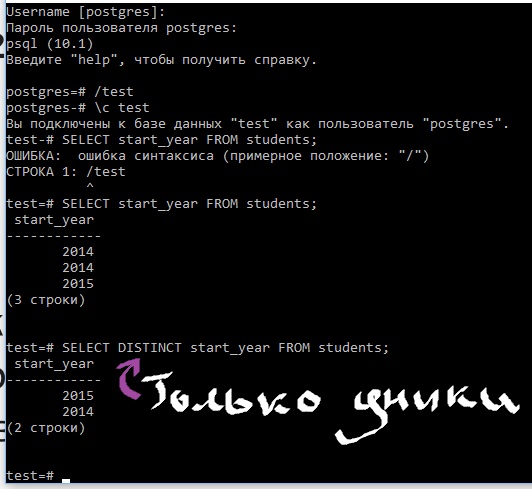 Username [postgres]:
Пароль пользователя postgres:
psql (10.1)
Введите "help", чтобы получить справку.
postgres=# /test
postgres-# \c test
Вы подключены к базе данных "test" как пользователь "postgres".
test-# SELECT start_year FROM students;
ОШИБКА:  ошибка синтаксиса (примерное положение: "/")
СТРОКА 1: /test
^
test=# SELECT start_year FROM students;
start_year
------------
2014
2014
2015
(3 строки)
test=# SELECT DISTINCT start_year FROM students;
start_year
------------
2015
2014
(2 строки)
Только уники
test=#